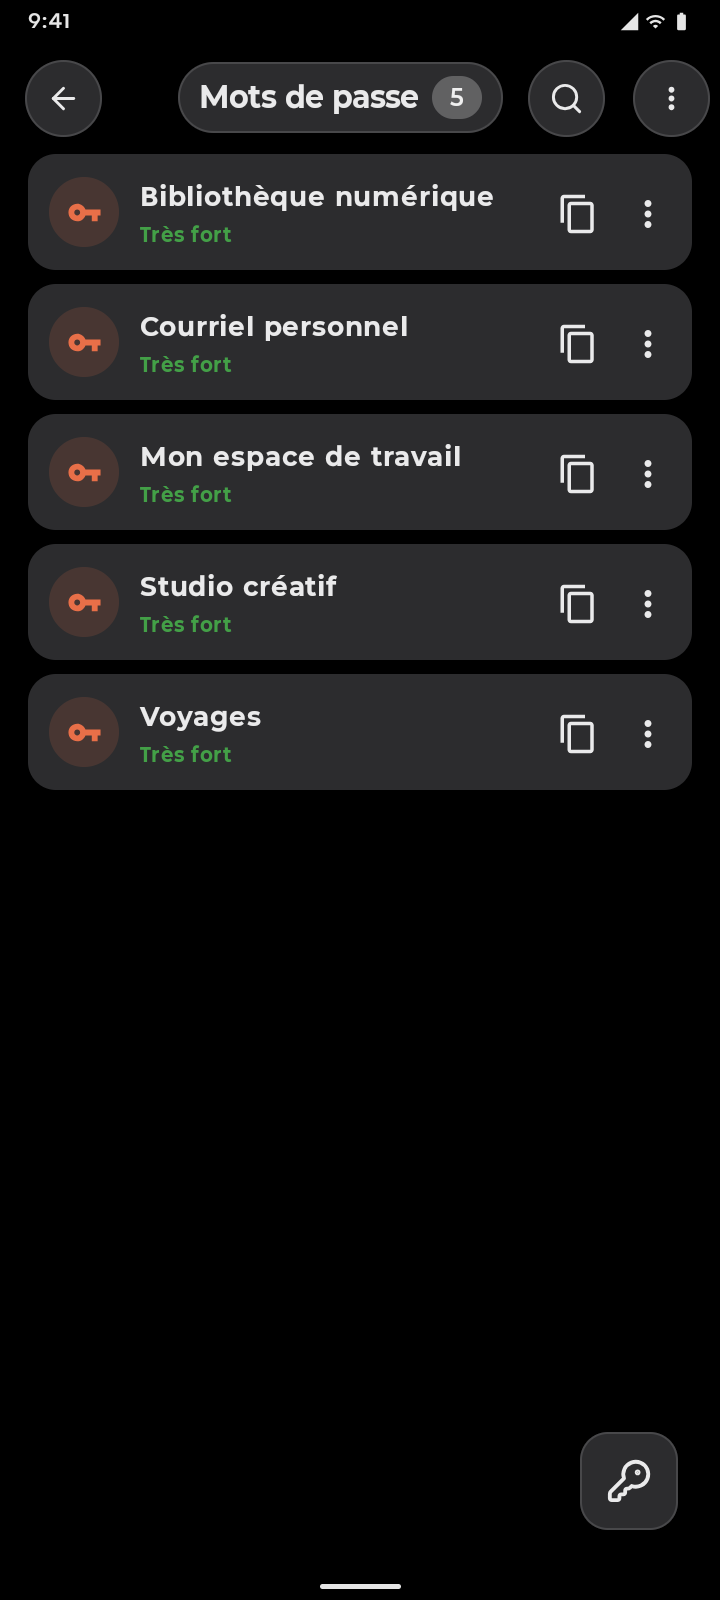 9:41
Mots de passe 5
Bibliothèque numérique
Très fort
Courriel personnel
Très fort
Mon espace de travail
Très fort
Studio créatif
Très fort
Voyages
Très fort